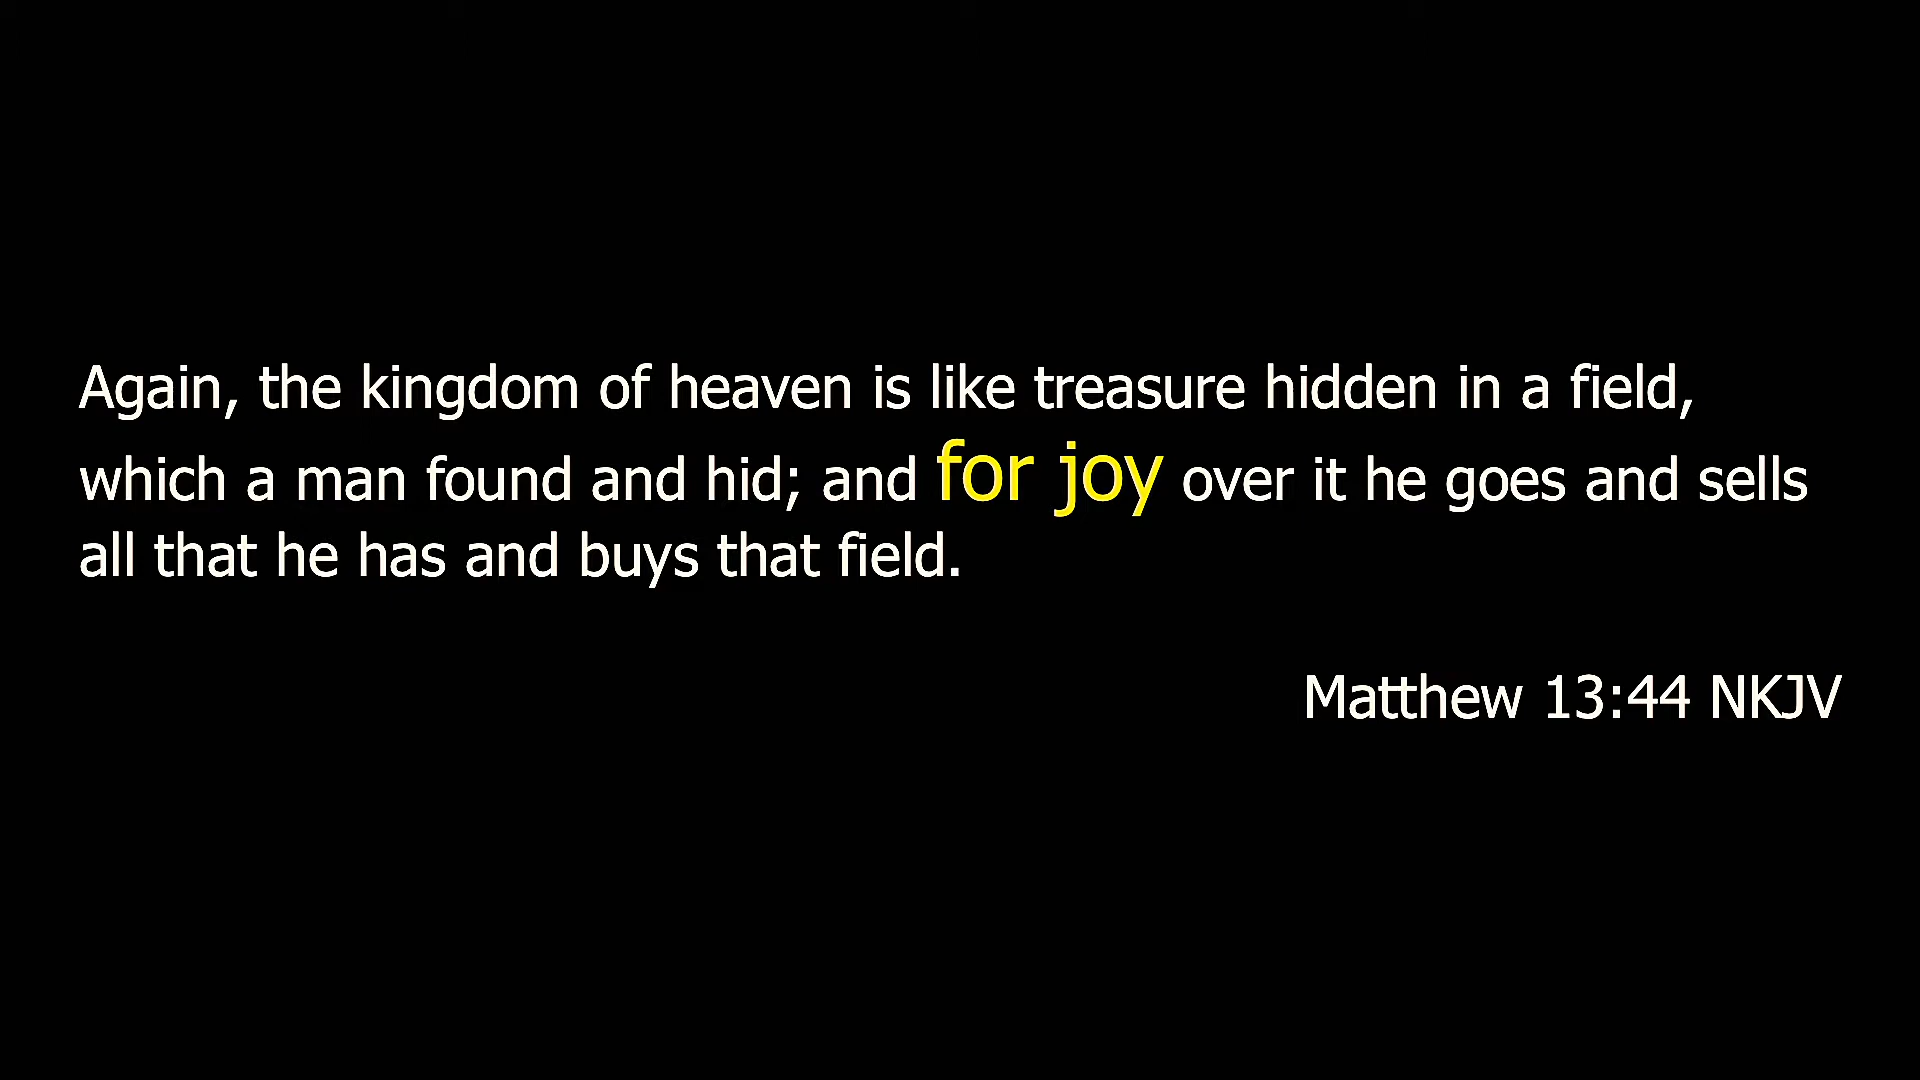 Again, the kingdom of heaven is like treasure hidden in a field,
which a man found and hid; and for joy over it he goes and sells
all that he has and buys that field.
Matthew 13:44 NKJV